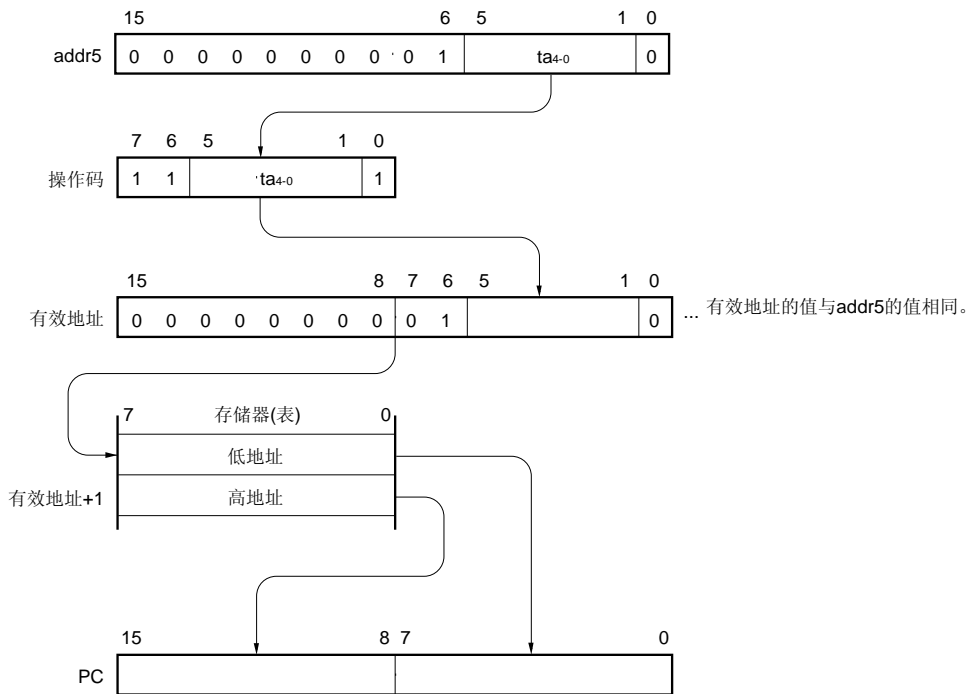 15 6 5 1 0
addr5 0 0 0 0 0 0 0 0 0 1 ta4-0 0
7 6 5 1 0
操作码 1 1 ta4-0 1
15 8 7 6 5 1 0
有效地址 0 0 0 0 0 0 0 0 0 1 0 ... 有效地址的值与addr5的值相同。
7 存储器(表) 0
低地址
有效地址+1 高地址
15 8 7 0
PC